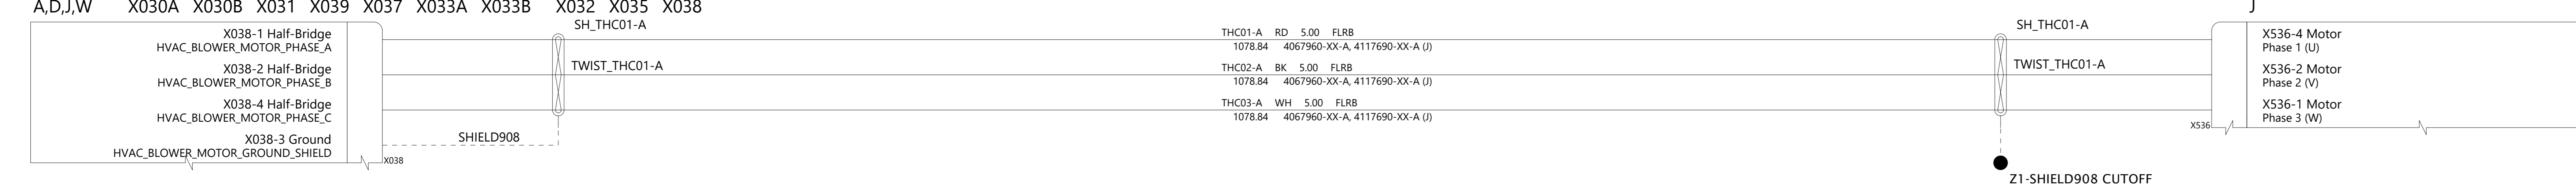 A,D,J,W X030A X030B X031 X039 X037 X033A X033B X032 X035 X038
J
SH_THC01-A
SH_THC01-A
X038-1 Half-Bridge
HVAC_BLOWER_MOTOR_PHASE_A
THC01-A RD 5.00 FLRB
1078.84 4067960-XX-A, 4117690-XX-A (J)
X536-4 Motor
Phase 1 (U)
TWIST_THC01-A
TWIST_THC01-A
X038-2 Half-Bridge
HVAC_BLOWER_MOTOR_PHASE_B
THC02-A BK 5.00 FLRB
1078.84 4067960-XX-A, 4117690-XX-A (J)
X536-2 Motor
Phase 2 (V)
X038-4 Half-Bridge
HVAC_BLOWER_MOTOR_PHASE_C
THC03-A WH 5.00 FLRB
1078.84 4067960-XX-A, 4117690-XX-A (J)
X536-1 Motor
Phase 3 (W)
X536
X038-3 Ground
HVAC_BLOWER_MOTOR_GROUND_SHIELD
SHIELD908
X038
Z1-SHIELD908 CUTOFF